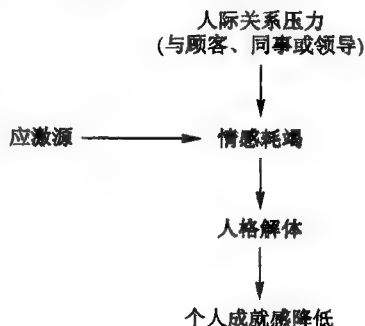 人际关系压力
(与顾客、同事或领导)
应激源
情感耗竭
人格解体
个人成就感降低